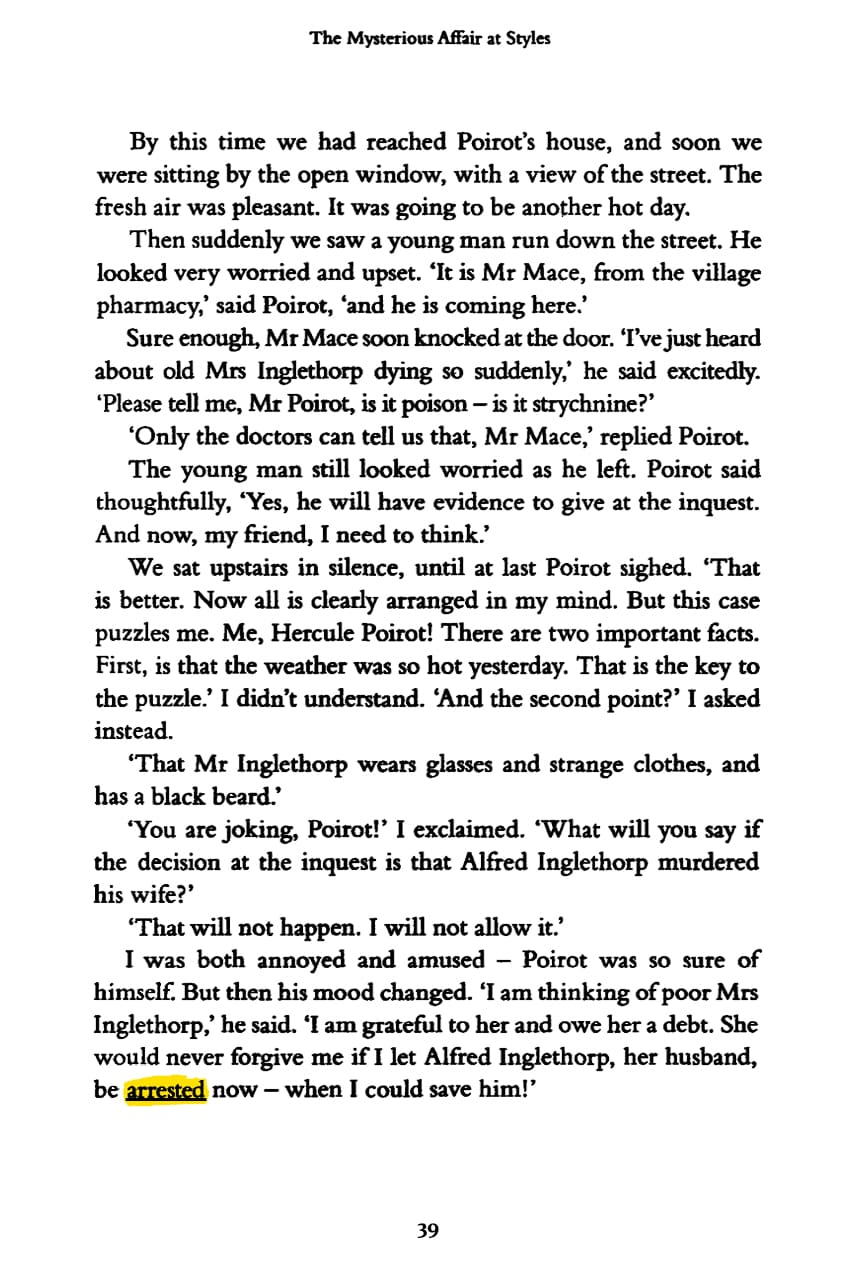 The Mysterious Affair at Styles
By this time we had reached Poirot’s house, and soon we
were sitting by the open window, with a view of the street. The
fresh air was pleasant. It was going to be another hot day.
Then suddenly we saw a young man run down the street. He
looked very worried and upset. ‘It is Mr Mace, from the village
pharmacy,’ said Poirot, ‘and he is coming here.’
Sure enough, Mr Mace soon knocked at the door. ‘I’ve just heard
about old Mrs Inglethorp dying so suddenly,’ he said excitedly.
‘Please tell me, Mr Poirot, is it poison – is it strychnine?’
‘Only the doctors can tell us that, Mr Mace,’ replied Poirot.
The young man still looked worried as he left. Poirot said
thoughtfully, ‘Yes, he will have evidence to give at the inquest.
And now, my friend, I need to think.’
We sat upstairs in silence, until at last Poirot sighed. ‘That
is better. Now all is clearly arranged in my mind. But this case
puzzles me. Me, Hercule Poirot! There are two important facts.
First, is that the weather was so hot yesterday. That is the key to
the puzzle.’ I didn’t understand. ‘And the second point?’ I asked
instead.
‘That Mr Inglethorp wears glasses and strange clothes, and
has a black beard.’
‘You are joking, Poirot!’ I exclaimed. ‘What will you say if
the decision at the inquest is that Alfred Inglethorp murdered
his wife?’
‘That will not happen. I will not allow it.’
I was both annoyed and amused – Poirot was so sure of
himself. But then his mood changed. ‘I am thinking of poor Mrs
Inglethorp,’ he said. ‘I am grateful to her and owe her a debt. She
would never forgive me if I let Alfred Inglethorp, her husband,
be arrested now – when I could save him!’
39